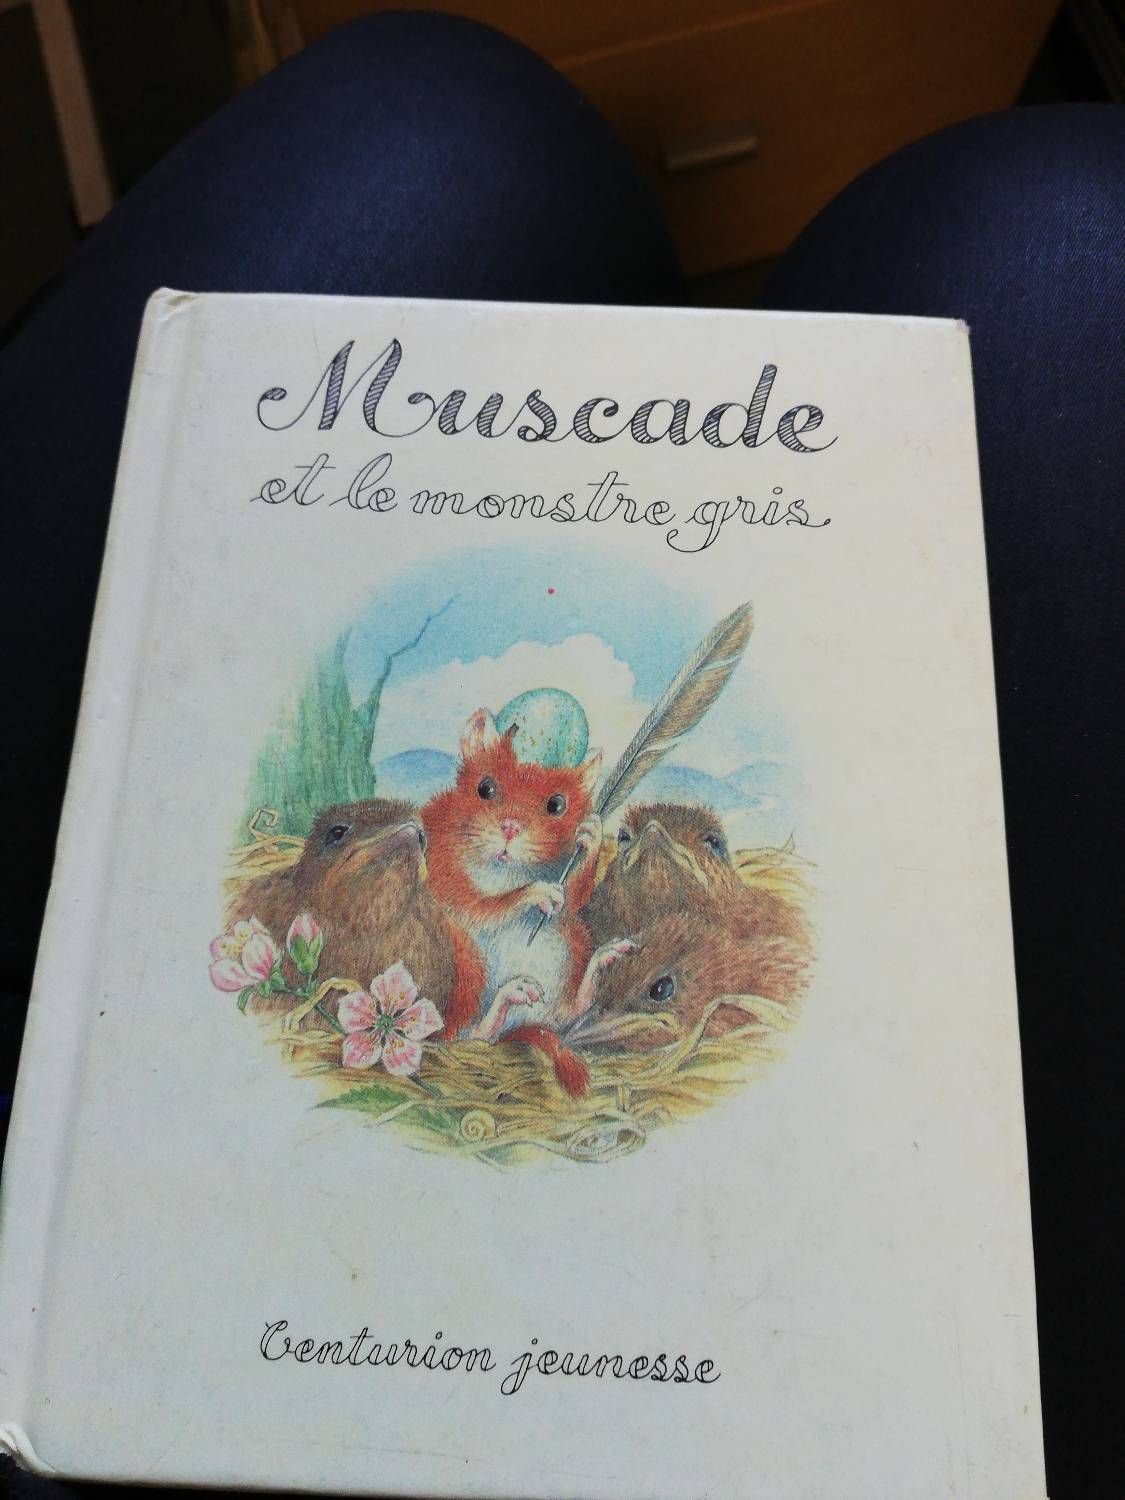 Muscade
et le monstre gris
Centurion jeunesse